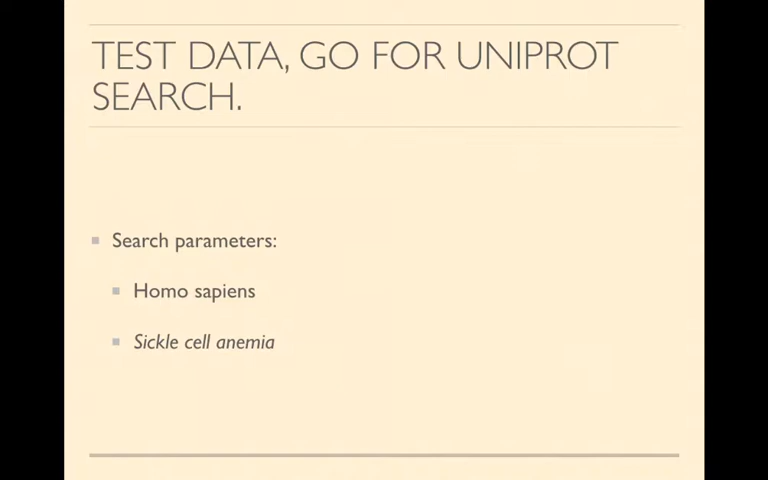 TEST DATA, GO FOR UNIPROT
SEARCH.
Search parameters:
Homo sapiens
Sickle cell anemia